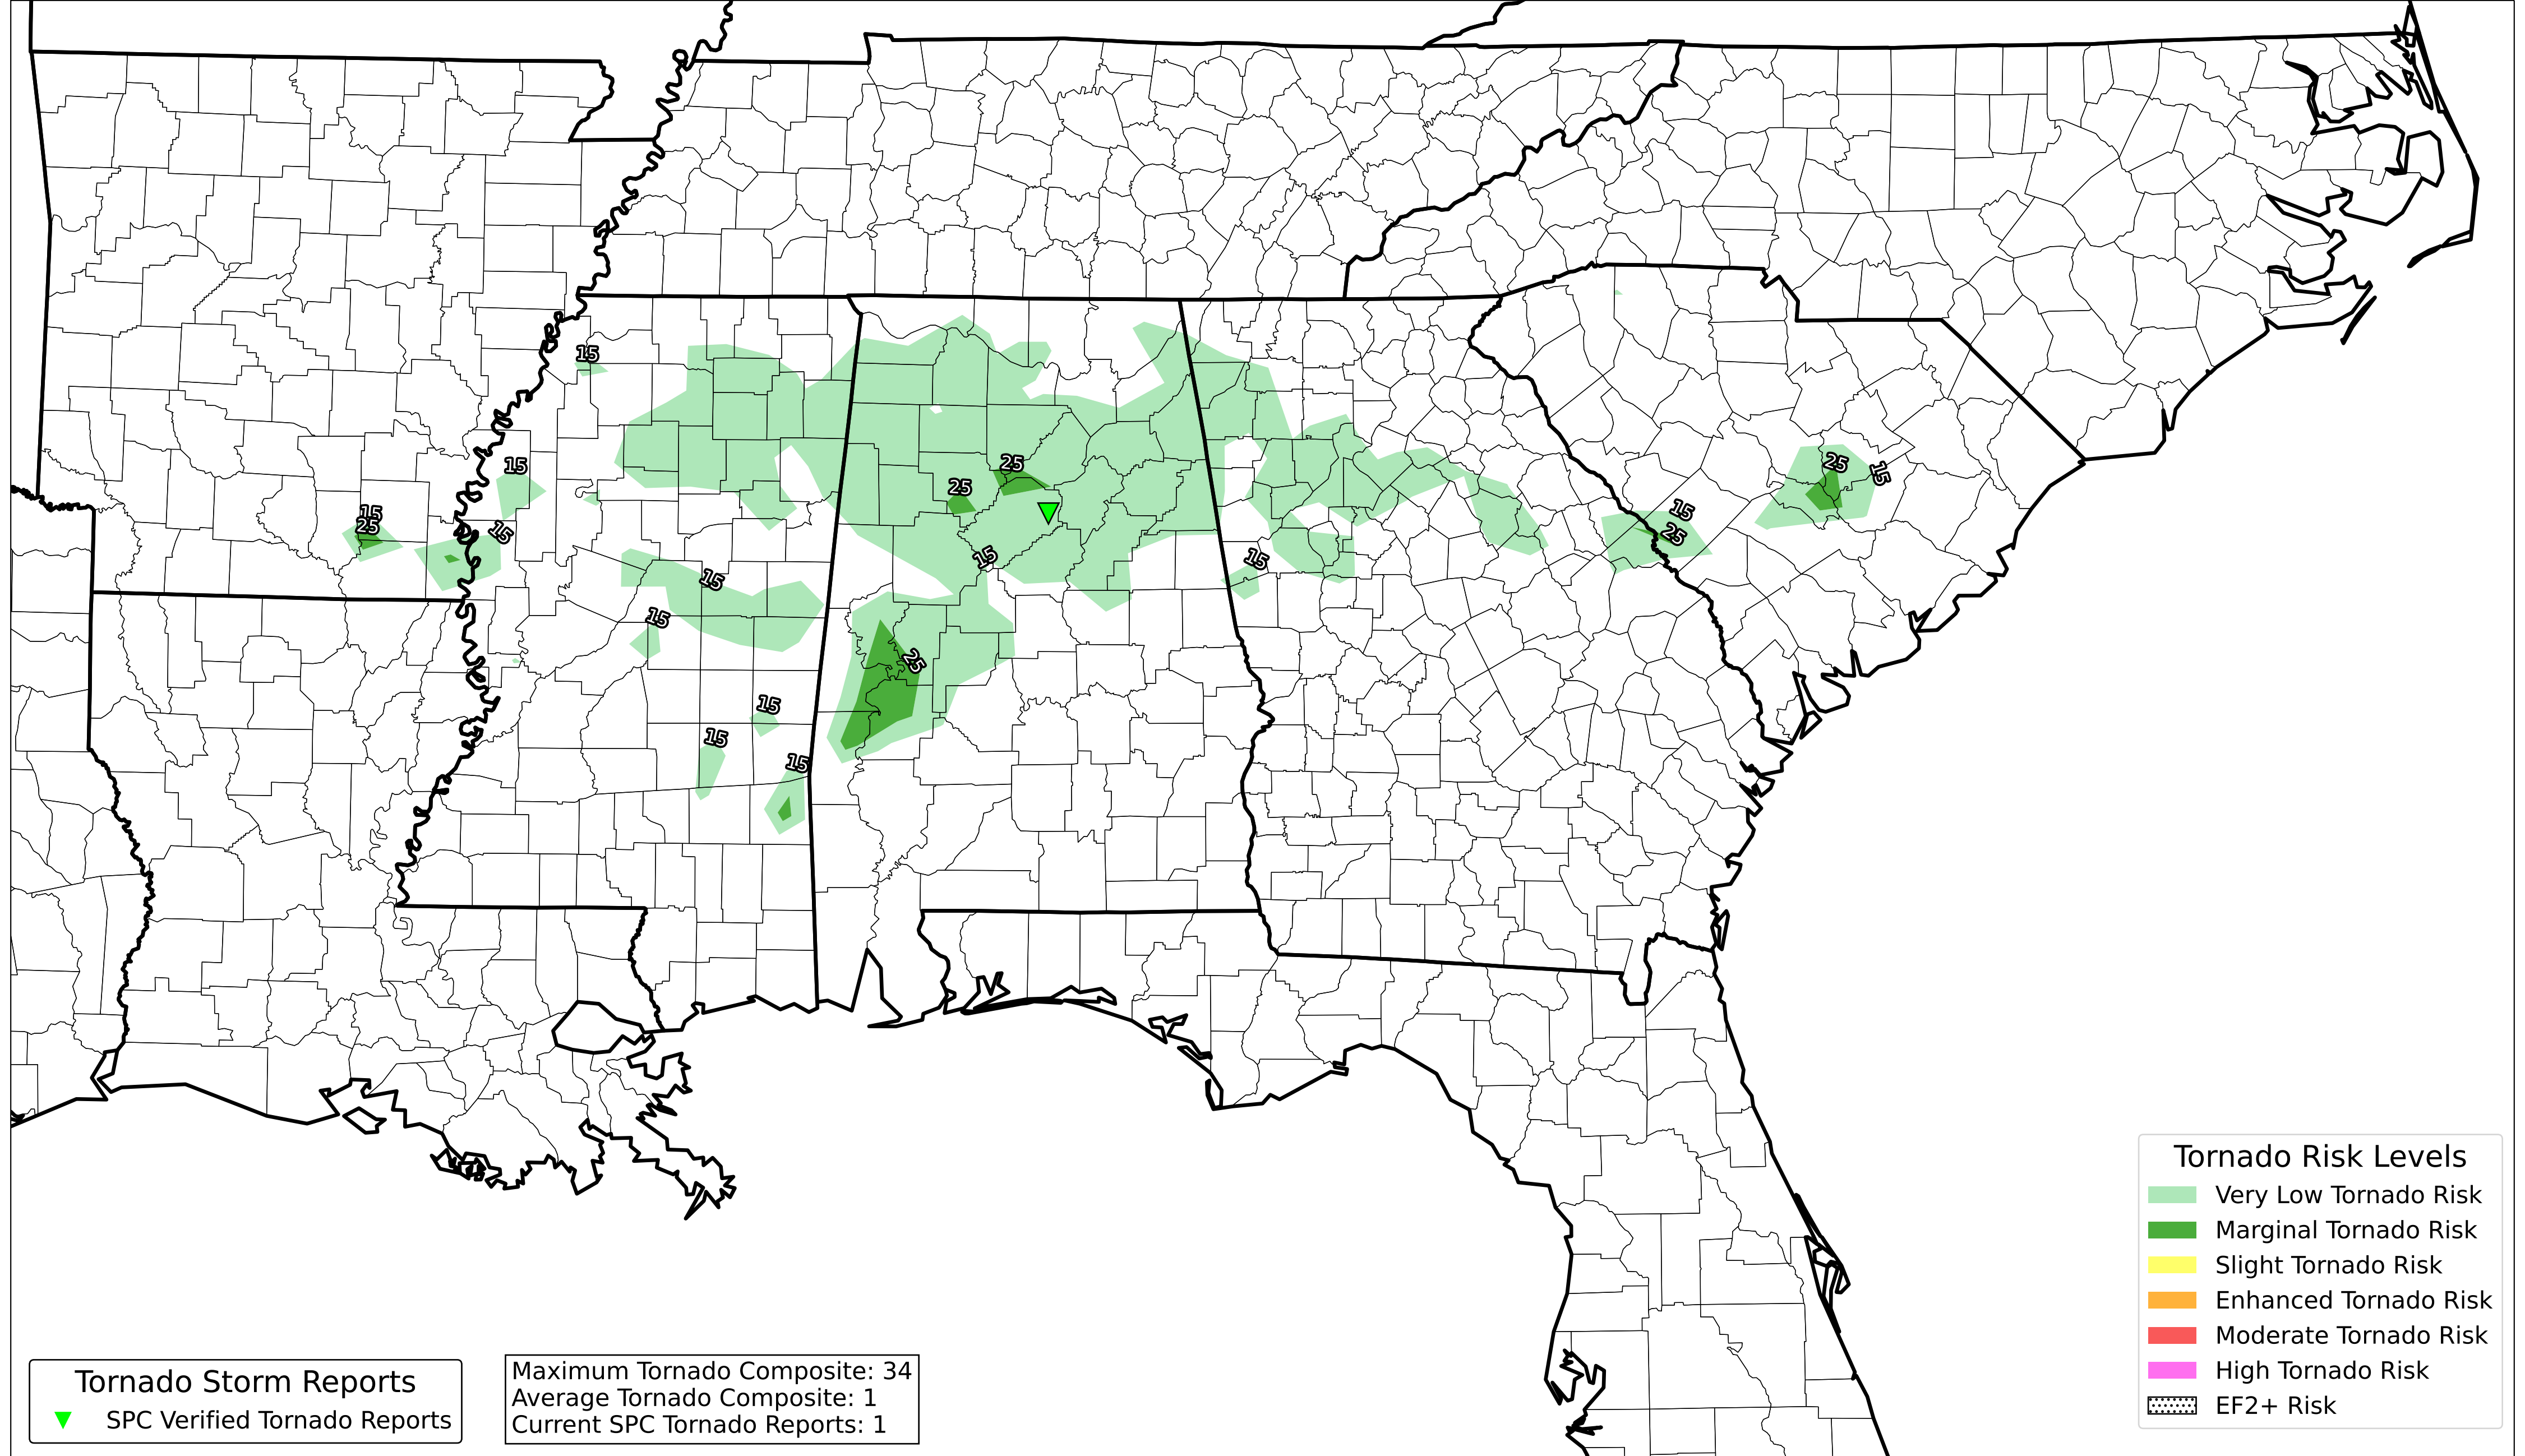 15
15
25
25
25
15
15
25
15
15
25
15
15
15
15
25
15
15
15
Tornado Risk Levels
Very Low Tornado Risk
Marginal Tornado Risk
Slight Tornado Risk
Enhanced Tornado Risk
Moderate Tornado Risk
High Tornado Risk
EF2+ Risk
Tornado Storm Reports
SPC Verified Tornado Reports
Maximum Tornado Composite: 34
Average Tornado Composite: 1
Current SPC Tornado Reports: 1